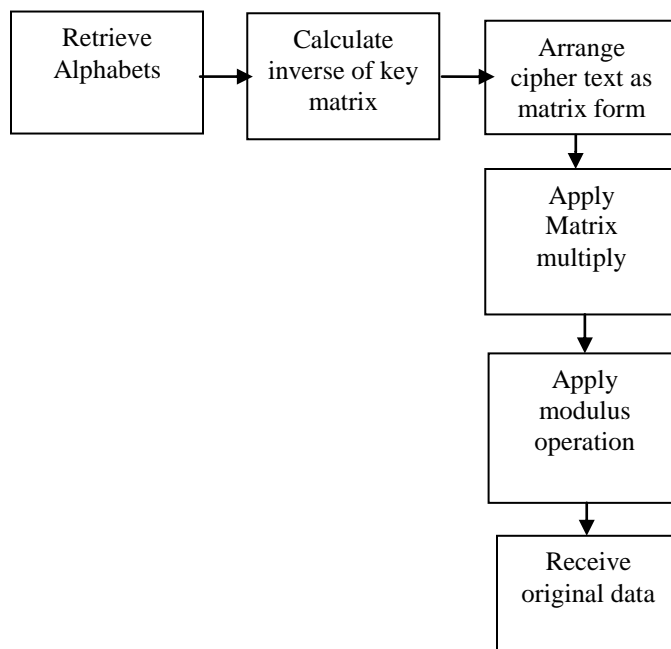 Retrieve
Alphabets
Calculate
inverse of key
matrix
Arrange
cipher text as
matrix form
Apply
Matrix
multiply
Apply
modulus
operation
Receive
original data